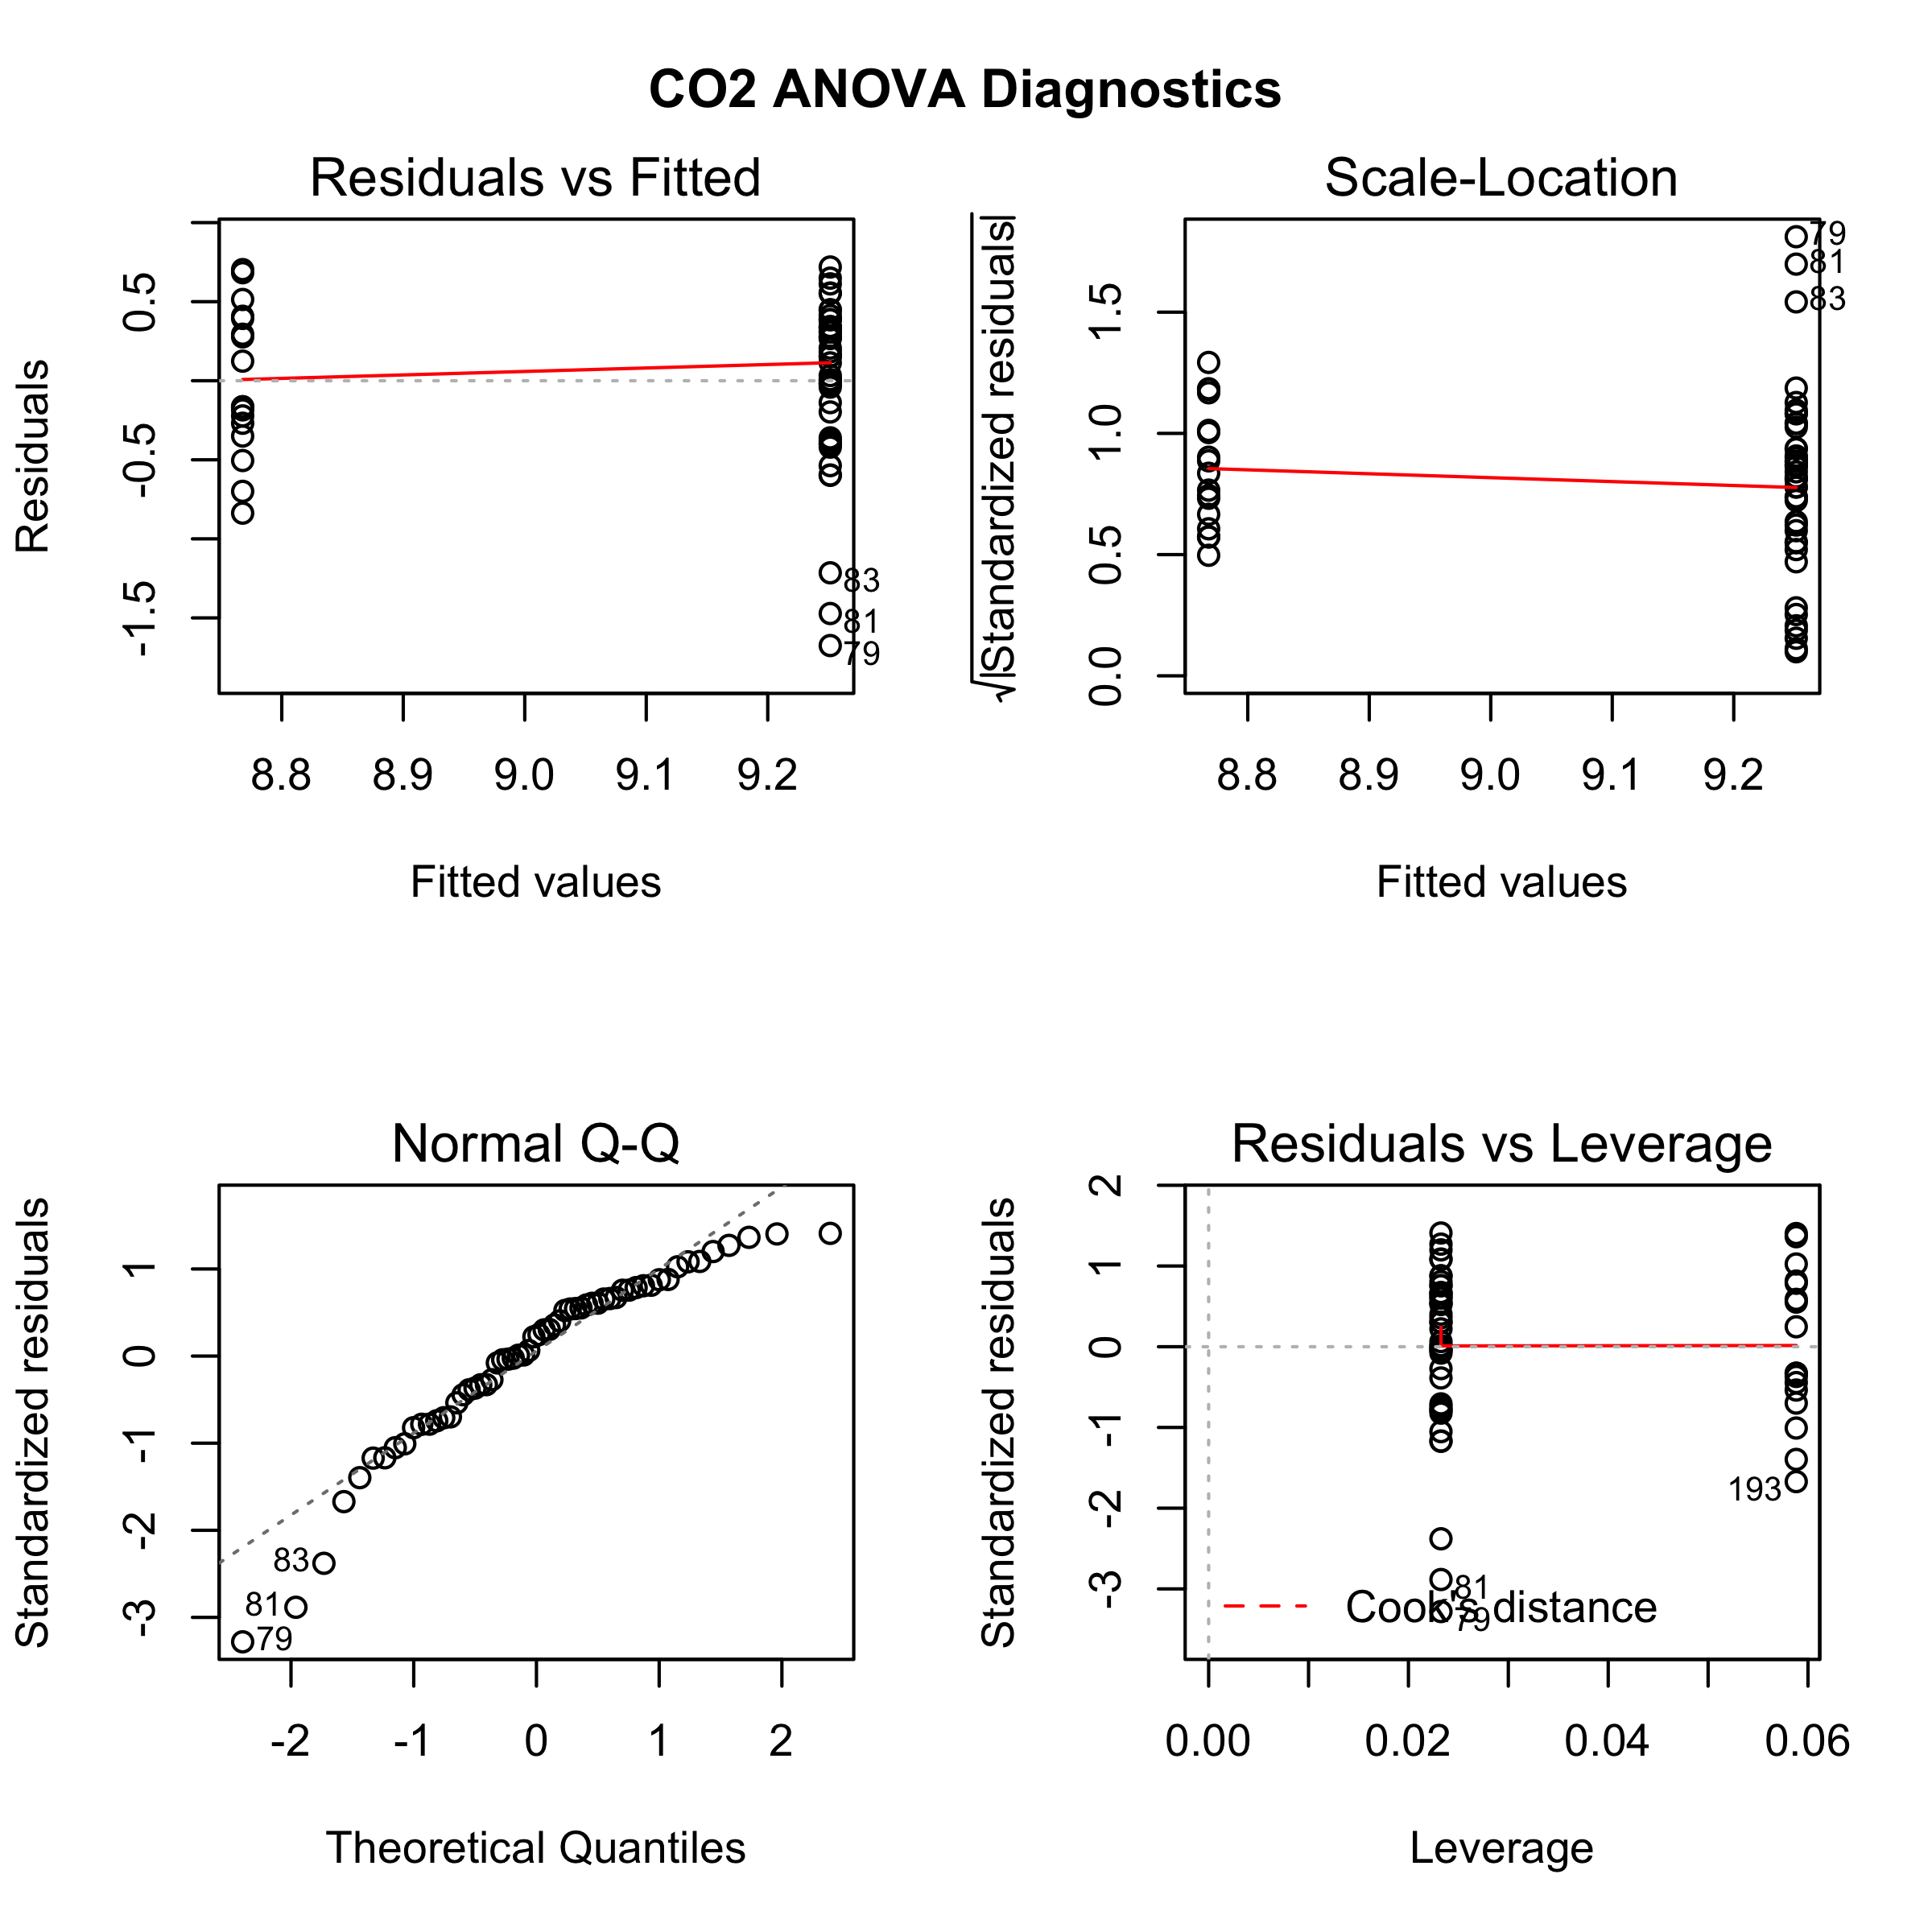 CO2 ANOVA Diagnostics
Residuals vs Fitted
Residuals
0.5
-0.5
-1.5
83
81
79
8.8 8.9 9.0 9.1 9.2
Fitted values
Scale-Location
√|Standardized residuals|
1.5
1.0
0.5
0.0
79
81
83
8.8 8.9 9.0 9.1 9.2
Fitted values
Normal Q-Q
Standardized residuals
1
0
-1
-2
-3
83
81
79
-2 -1 0 1 2
Theoretical Quantiles
Residuals vs Leverage
Standardized residuals
2
1
0
-1
-2
-3
193
81
Cook's distance
79
0.00 0.02 0.04 0.06
Leverage